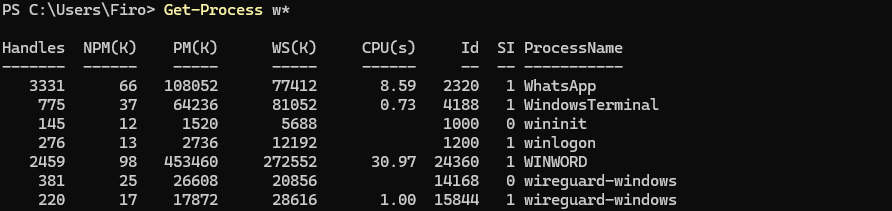 PS C:\Users\Firo> Get-Process w*
Handles  NPM(K)    PM(K)      WS(K)     CPU(s)     Id  SI ProcessName
-------  ------    -----      -----     ------     --  -- -----------
   3331      66   108052      77412       8.59   2320   1 WhatsApp
    775      37    64236      81052       0.73   4188   1 WindowsTerminal
    145      12     1520       5688              1000   0 wininit
    276      13     2736      12192              1200   1 winlogon
   2459      98   453460     272552      30.97  24360   1 WINWORD
    381      25    26608      20856             14168   0 wireguard-windows
    220      17    17872      28616       1.00  15844   1 wireguard-windows